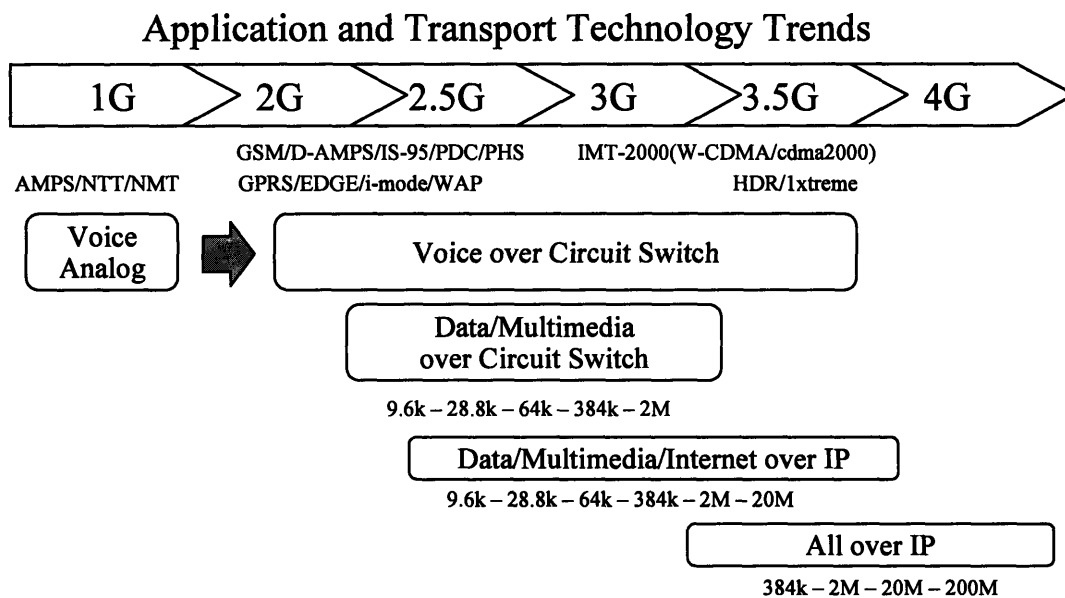 Application and Transport Technology Trends
1G 2G 2.5G 3G 3.5G 4G
GSM/D-AMPS/IS-95/PDC/PHS IMT-2000(W-CDMA/cdma2000)
AMPS/NTT/NMT GPRS/EDGE/i-mode/WAP HDR/1xtreme
Voice
Analog
Voice over Circuit Switch
Data/Multimedia
over Circuit Switch
9.6k – 28.8k – 64k – 384k – 2M
Data/Multimedia/Internet over IP
9.6k – 28.8k – 64k – 384k – 2M – 20M
All over IP
384k – 2M – 20M – 200M